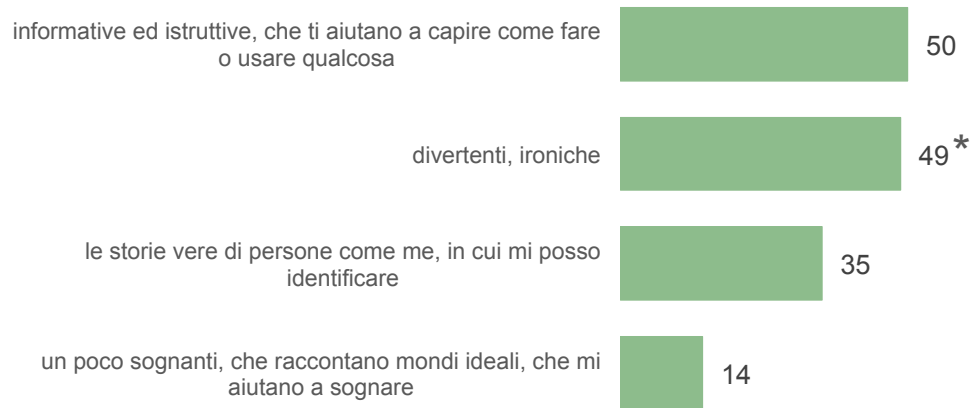 informative ed istruttive, che ti aiutano a capire come fare
o usare qualcosa
50
divertenti, ironiche
49*
le storie vere di persone come me, in cui mi posso
identificare
35
un poco sognanti, che raccontano mondi ideali, che mi
aiutano a sognare
14